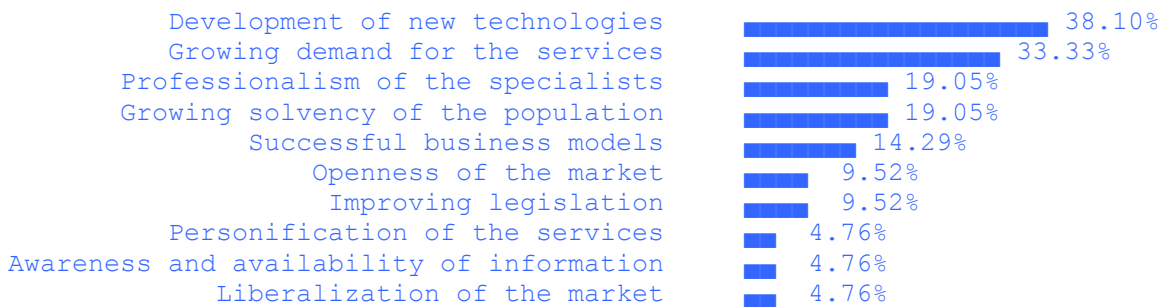 Development of new technologies 38.10%
Growing demand for the services 33.33%
Professionalism of the specialists 19.05%
Growing solvency of the population 19.05%
Successful business models 14.29%
Openness of the market 9.52%
Improving legislation 9.52%
Personification of the services 4.76%
Awareness and availability of information 4.76%
Liberalization of the market 4.76%